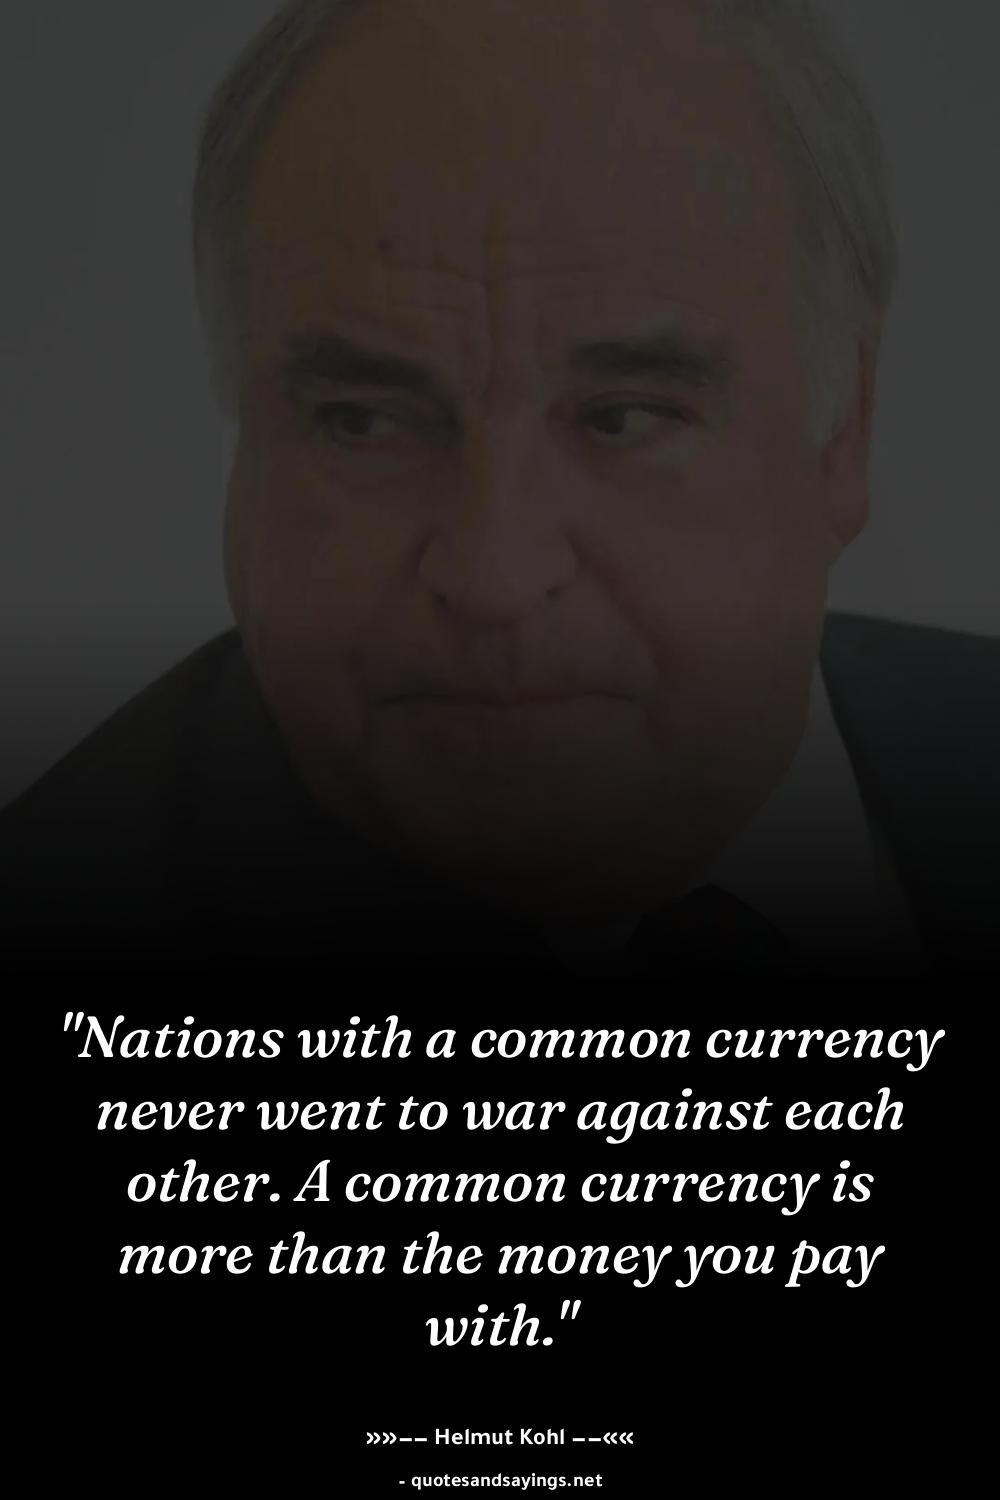 "Nations with a common currency
never went to war against each
other. A common currency is
more than the money you pay
with."
»»−− Helmut Kohl −−««
- quotesandsayings.net